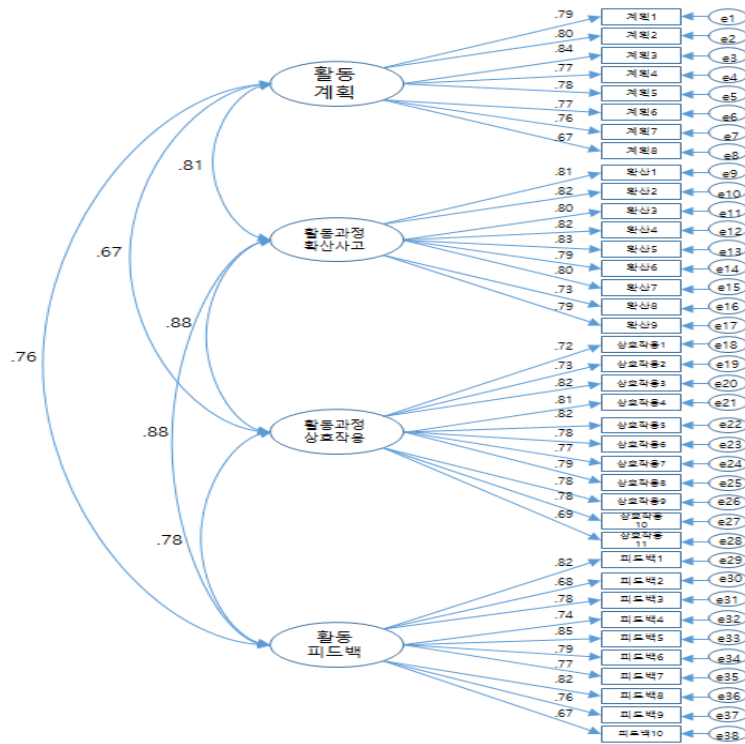 .79 계획1 e1
.80 계획2 e2
.84 계획3 e3
.77 계획4 e4
.78 계획5 e5
.77 계획6 e6
.76 계획7 e7
.67 계획8 e8
활동
계획
.81 확산1 e9
.82 확산2 e10
.80 확산3 e11
.82 확산4 e12
.83 확산5 e13
.79 확산6 e14
.80 확산7 e15
.73 확산8 e16
.79 확산9 e17
활동과정
확산사고
.72 상호작용1 e18
.73 상호작용2 e19
.82 상호작용3 e20
.81 상호작용4 e21
.82 상호작용5 e22
.78 상호작용6 e23
.77 상호작용7 e24
.79 상호작용8 e25
.78 상호작용9 e26
.78 상호작용
10 e27
.69 상호작용
11 e28
활동과정
상호작용
.82 피드백1 e29
.68 피드백2 e30
.78 피드백3 e31
.74 피드백4 e32
.85 피드백5 e33
.79 피드백6 e34
.77 피드백7 e35
.82 피드백8 e36
.76 피드백9 e37
.67 피드백10 e38
활동
피드백
.81
.67
.88
.76
.88
.78